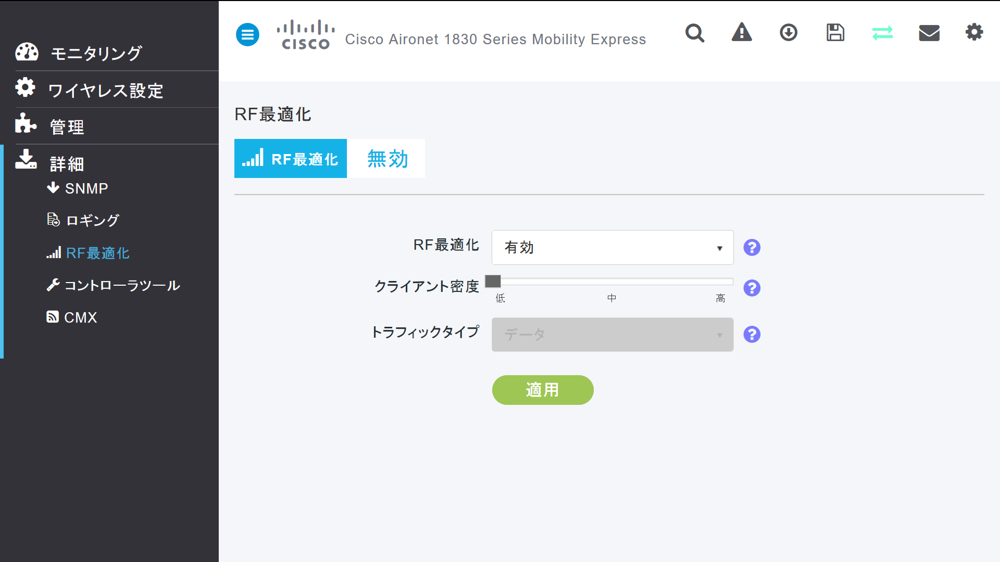 モニタリング
ワイヤレス設定
管理
詳細
SNMP
ロギング
RF最適化
コントローラツール
CMX
CISCO
Cisco Aironet 1830 Series Mobility Express
RF最適化
RF最適化 無効
RF最適化 有効
クライアント密度
低 中 高
トラフィックタイプ データ
適用